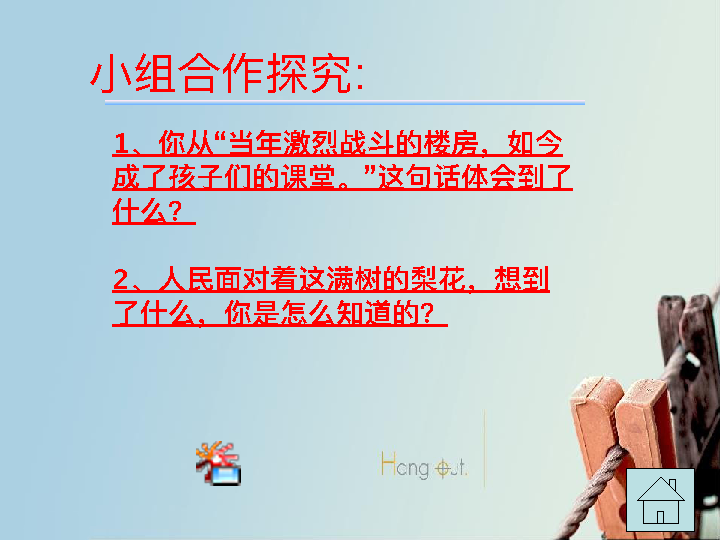 小组合作探究:
1、你从“当年激烈战斗的楼房，如今
成了孩子们的课堂。”这句话体会到了
什么?
2、人民面对着这满树的梨花，想到
了什么，你是怎么知道的?
Hang out.